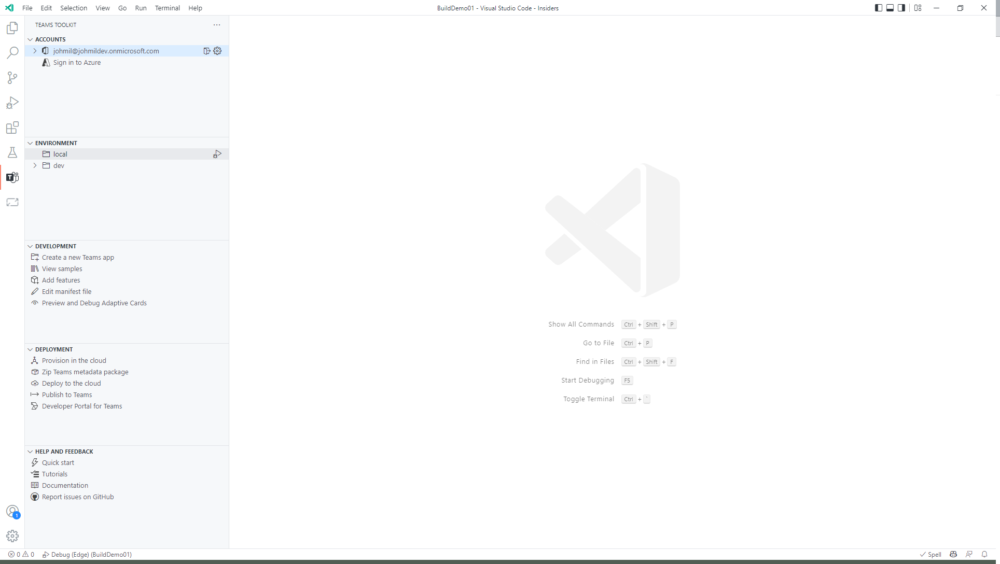 File Edit Selection View Go Run Terminal Help
BuildDemo01 - Visual Studio Code - Insiders
TEAMS TOOLKIT
ACCOUNTS
johmil@johmildev.onmicrosoft.com
Sign in to Azure
ENVIRONMENT
local
dev
DEVELOPMENT
Create a new Teams app
View samples
Add features
Edit manifest file
Preview and Debug Adaptive Cards
DEPLOYMENT
Provision in the cloud
Zip Teams metadata package
Deploy to the cloud
Publish to Teams
Developer Portal for Teams
HELP AND FEEDBACK
Quick start
Tutorials
Documentation
Report issues on GitHub
Show All Commands Ctrl + Shift + P
Go to File Ctrl + P
Find in Files Ctrl + Shift + F
Start Debugging F5
Toggle Terminal Ctrl + `
T
1
0 0 Debug (Edge) (BuildDemo01)
Spell